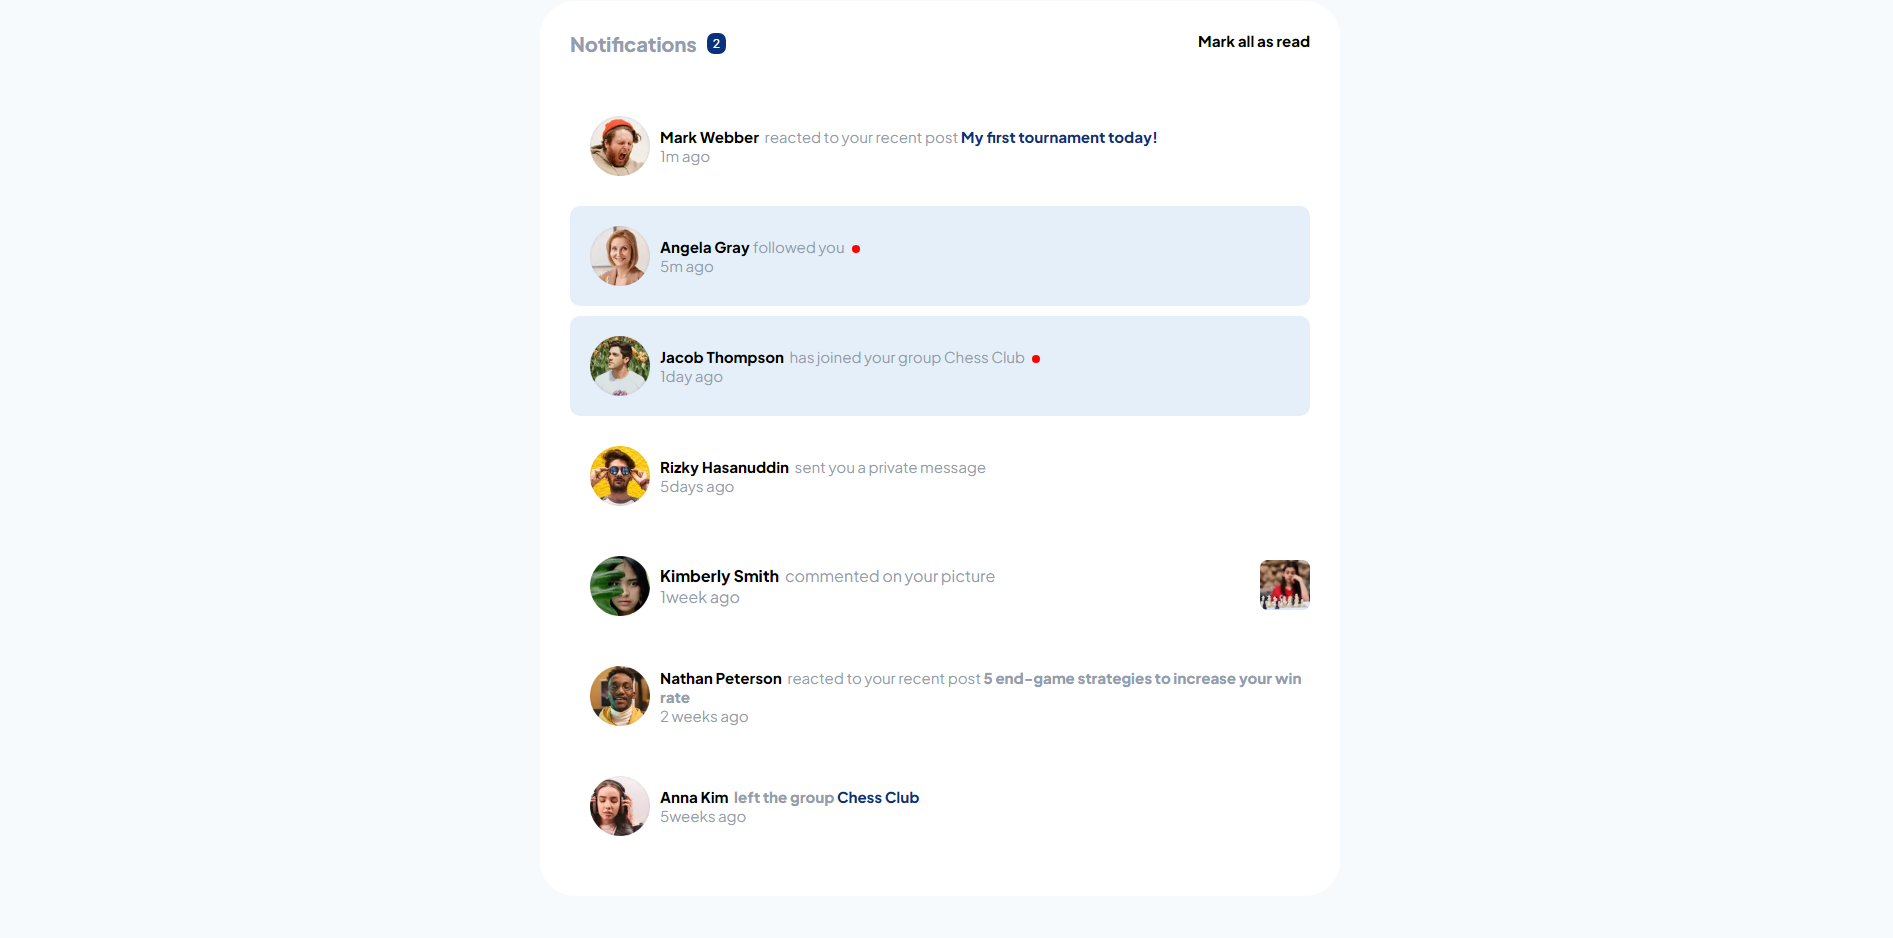 Notifications 2
Mark all as read
Mark Webber reacted to your recent post My first tournament today!
1m ago
Angela Gray followed you
5m ago
Jacob Thompson has joined your group Chess Club
1day ago
Rizky Hasanuddin sent you a private message
5days ago
Kimberly Smith commented on your picture
1week ago
Nathan Peterson reacted to your recent post 5 end-game strategies to increase your win
rate
2 weeks ago
Anna Kim left the group Chess Club
5weeks ago